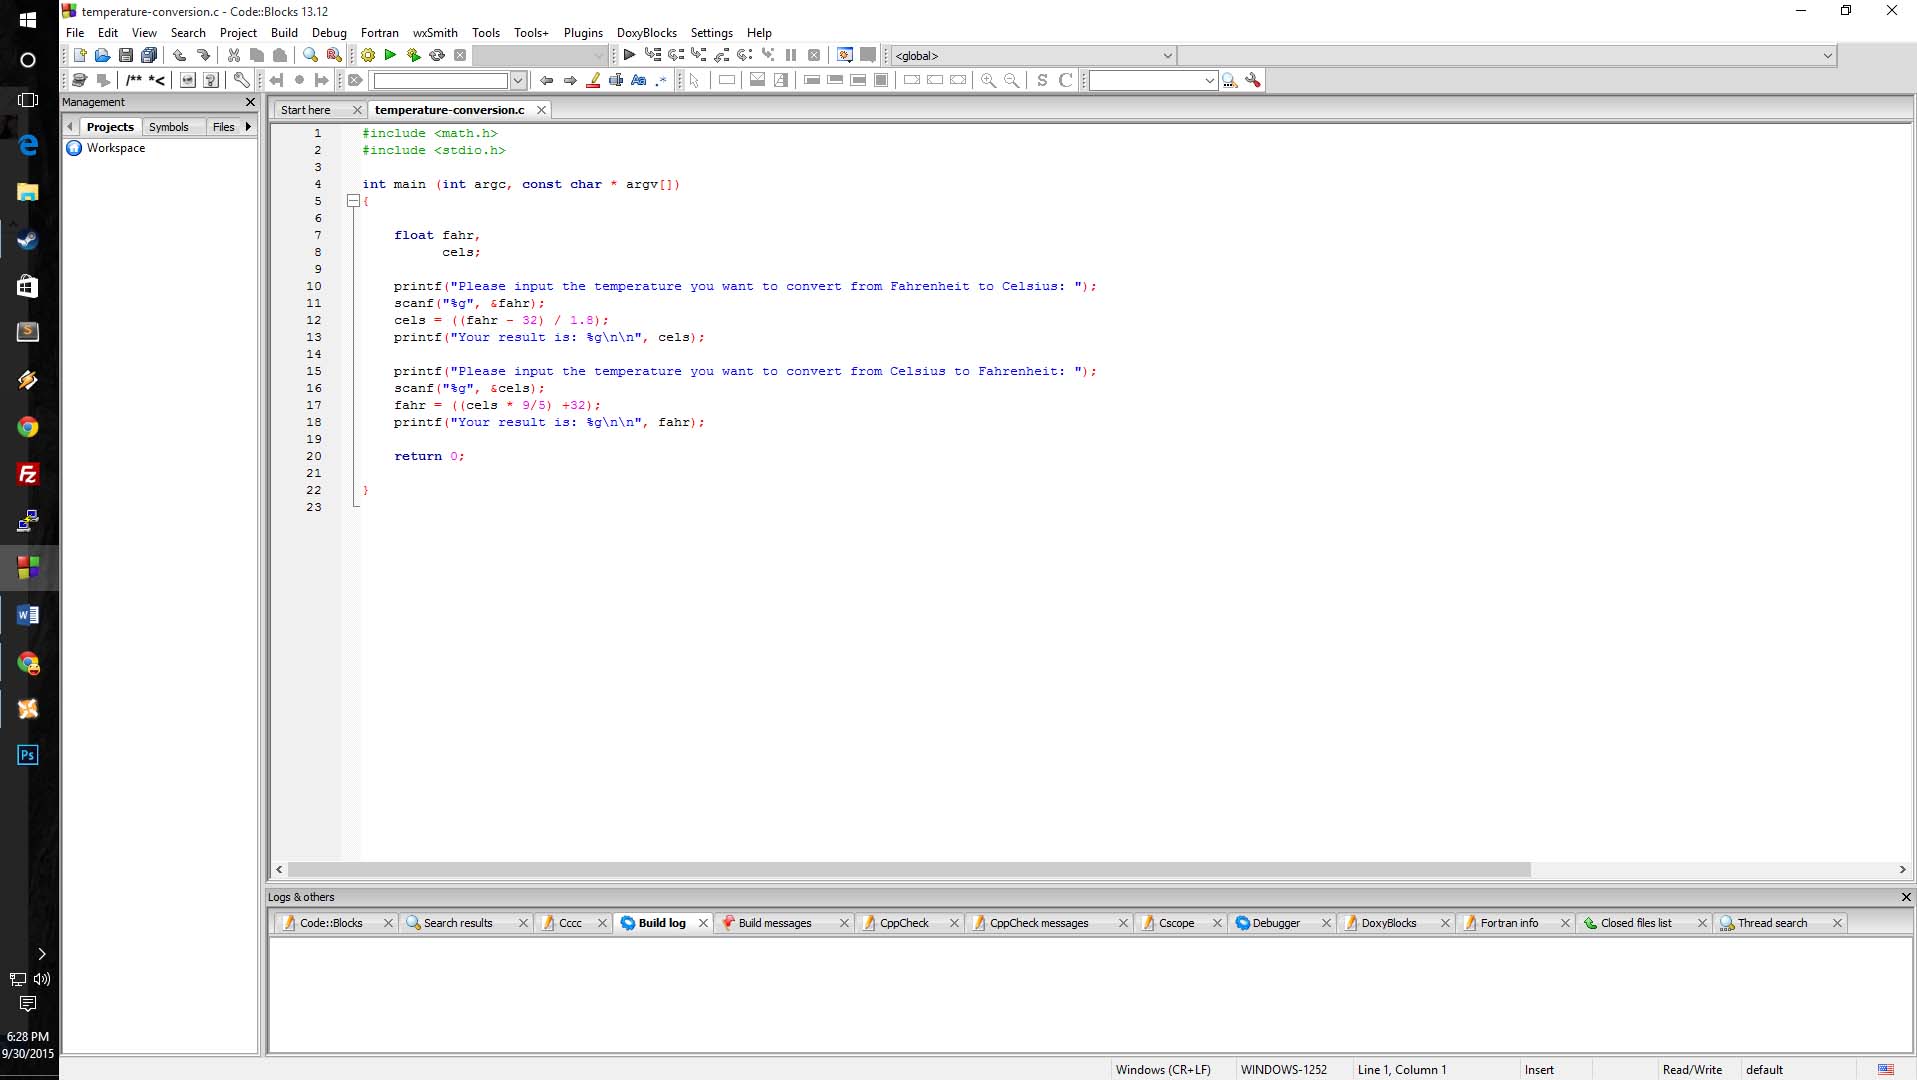 temperature-conversion.c - Code::Blocks 13.12
File Edit View Search Project Build Debug Fortran wxSmith Tools Tools+ Plugins DoxyBlocks Settings Help
<global>
/** *<
Aa .* S C
Management
Projects Symbols Files
Workspace
Start here temperature-conversion.c
1 #include <math.h>
2 #include <stdio.h>
3
4 int main (int argc, const char * argv[])
5 {
6
7 float fahr,
8 cels;
9
10 printf("Please input the temperature you want to convert from Fahrenheit to Celsius: ");
11 scanf("%g", &fahr);
12 cels = ((fahr - 32) / 1.8);
13 printf("Your result is: %g\n\n", cels);
14
15 printf("Please input the temperature you want to convert from Celsius to Fahrenheit: ");
16 scanf("%g", &cels);
17 fahr = ((cels * 9/5) +32);
18 printf("Your result is: %g\n\n", fahr);
19
20 return 0;
21
22 }
23
Logs & others
Code::Blocks Search results Cccc Build log Build messages CppCheck CppCheck messages Cscope Debugger DoxyBlocks Fortran info Closed files list Thread search
Windows (CR+LF) WINDOWS-1252 Line 1, Column 1 Insert Read/Write default
e
S
Fz
W
Ps
6:28 PM
9/30/2015